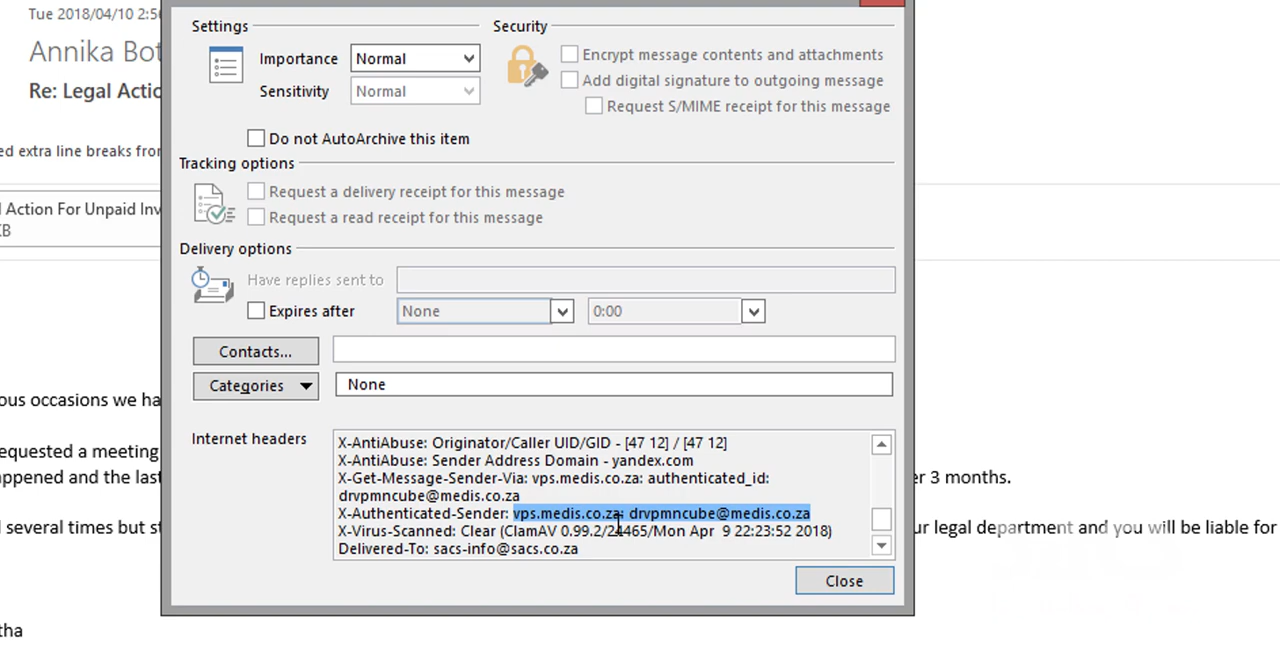 Tue 2018/04/10 2:56
Settings
Security
Annika Bot
Importance
Normal
Encrypt message contents and attachments
Sensitivity
Normal
Add digital signature to outgoing message
Re: Legal Actio
Request S/MIME receipt for this message
Do not AutoArchive this item
ed extra line breaks from
Tracking options
Request a delivery receipt for this message
l Action For Unpaid Inv
Request a read receipt for this message
KB
Delivery options
Have replies sent to
Expires after
None
0:00
Contacts...
Categories
None
ous occasions we ha
Internet headers
X-AntiAbuse: Originator/Caller UID/GID - [47 12] / [47 12]
requested a meeting
X-AntiAbuse: Sender Address Domain - yandex.com
appened and the last
X-Get-Message-Sender-Via: vps.medis.co.za: authenticated_id:
er 3 months.
drvpmncube@medis.co.za
X-Authenticated-Sender: vps.medis.co.za: drvpmncube@medis.co.za
d several times but st
X-Virus-Scanned: Clear (ClamAV 0.99.2/24465/Mon Apr 9 22:23:52 2018)
ur legal department and you will be liable for
Delivered-To: sacs-info@sacs.co.za
Close
tha